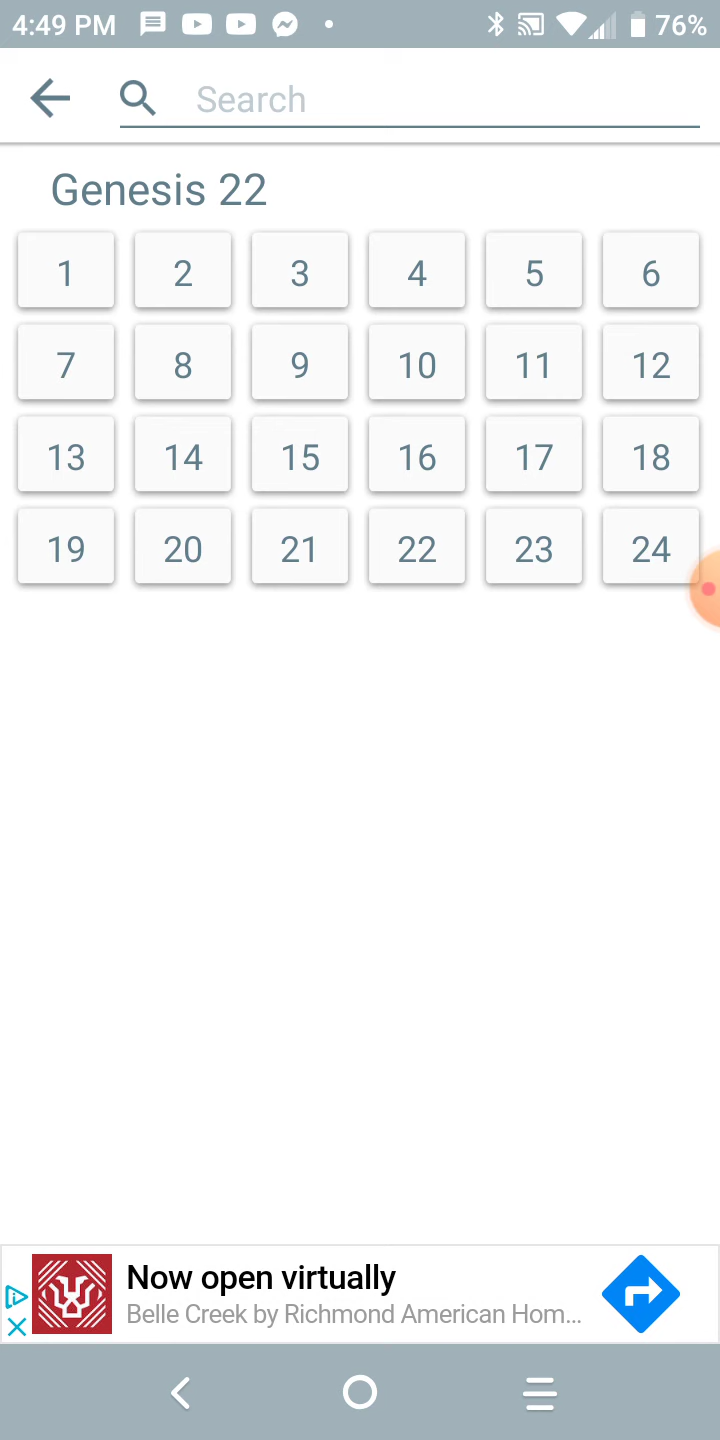 4:49 PM 76%
Search
Genesis 22
1 2 3 4 5 6
7 8 9 10 11 12
13 14 15 16 17 18
19 20 21 22 23 24
Now open virtually
Belle Creek by Richmond American Hom...